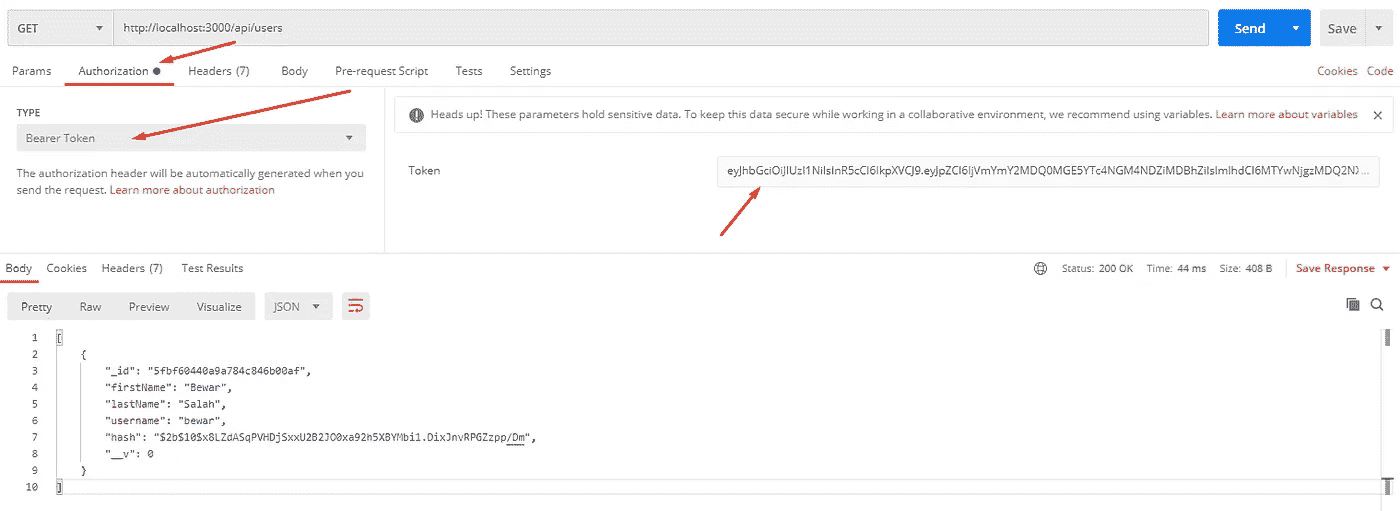 GET http://localhost:3000/api/users Send Save
Params Authorization Headers (7) Body Pre-request Script Tests Settings Cookies Code
TYPE
Bearer Token
The authorization header will be automatically generated when you
send the request. Learn more about authorization
Heads up! These parameters hold sensitive data. To keep this data secure while working in a collaborative environment, we recommend using variables. Learn more about variables
Token eyJhbGciOiJIUzI1NiIsInR5cCI6IkpXVCJ9.eyJpZCI6IjVmYmY2MDQ0MGE5YTc4NGM4NDZiMDBhZiIsImlhdCI6MTYwNjgzMDQ2NX...
Body Cookies Headers (7) Test Results Status: 200 OK Time: 44 ms Size: 408 B Save Response
Pretty Raw Preview Visualize JSON
1 [
2 {
3 "_id": "5fbf60440a9a784c846b00af",
4 "firstName": "Bewar",
5 "lastName": "Salah",
6 "username": "bewar",
7 "hash": "$2b$10$x8LZdASqPVHDjSxxU2B2JO0xa92h5XBYMbi1.DixJnvRPGZzpp/Dm",
8 "__v": 0
9 }
10 ]